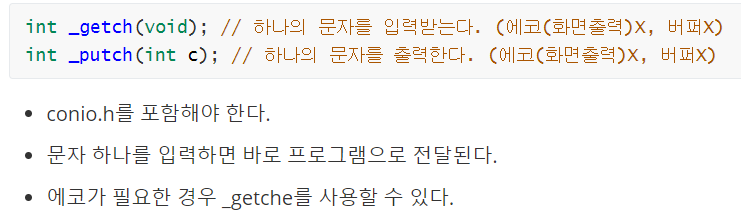 int _getch(void); // 하나의 문자를 입력받는다. (에코(화면출력)X, 버퍼X)
int _putch(int c); // 하나의 문자를 출력한다. (에코(화면출력)X, 버퍼X)
• conio.h를 포함해야 한다.
• 문자 하나를 입력하면 바로 프로그램으로 전달된다.
• 에코가 필요한 경우 _getche를 사용할 수 있다.